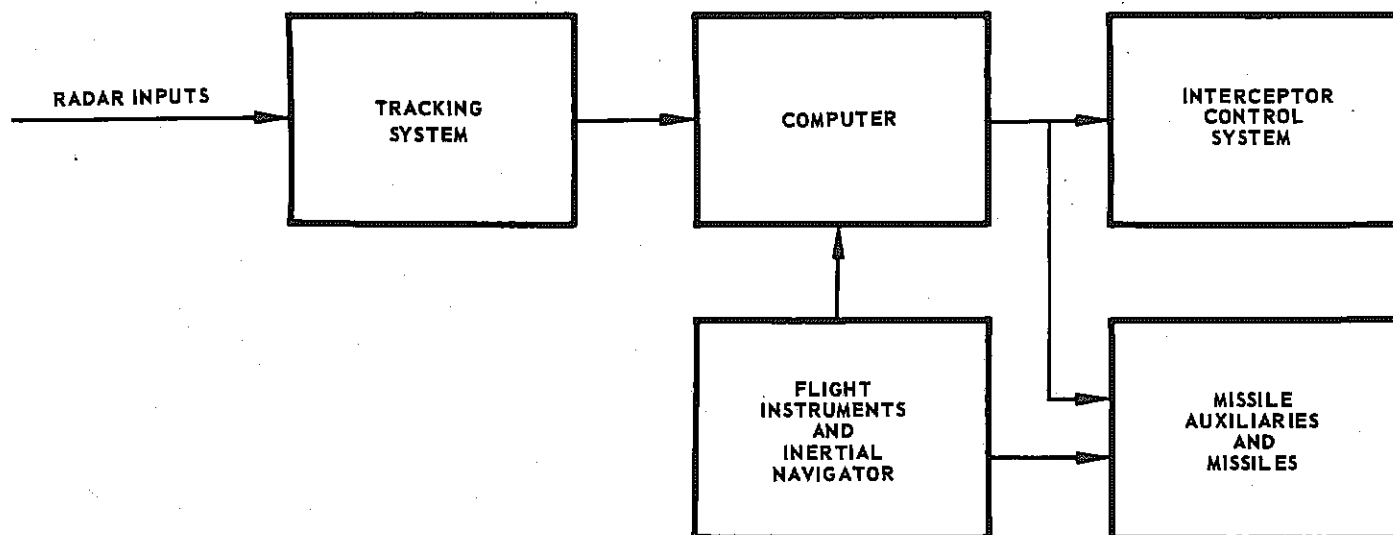 RADAR INPUTS
TRACKING
SYSTEM
COMPUTER
INTERCEPTOR
CONTROL
SYSTEM
FLIGHT
INSTRUMENTS
AND
INERTIAL
NAVIGATOR
MISSILE
AUXILIARIES
AND
MISSILES